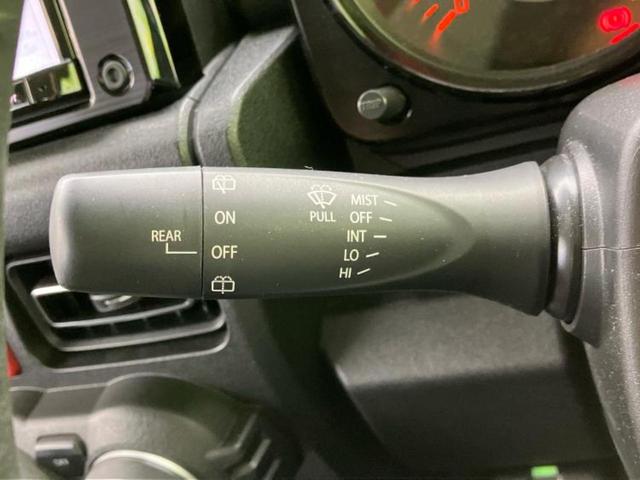 ON
REAR OFF
PULL
MIST
OFF
INT
LO
HI